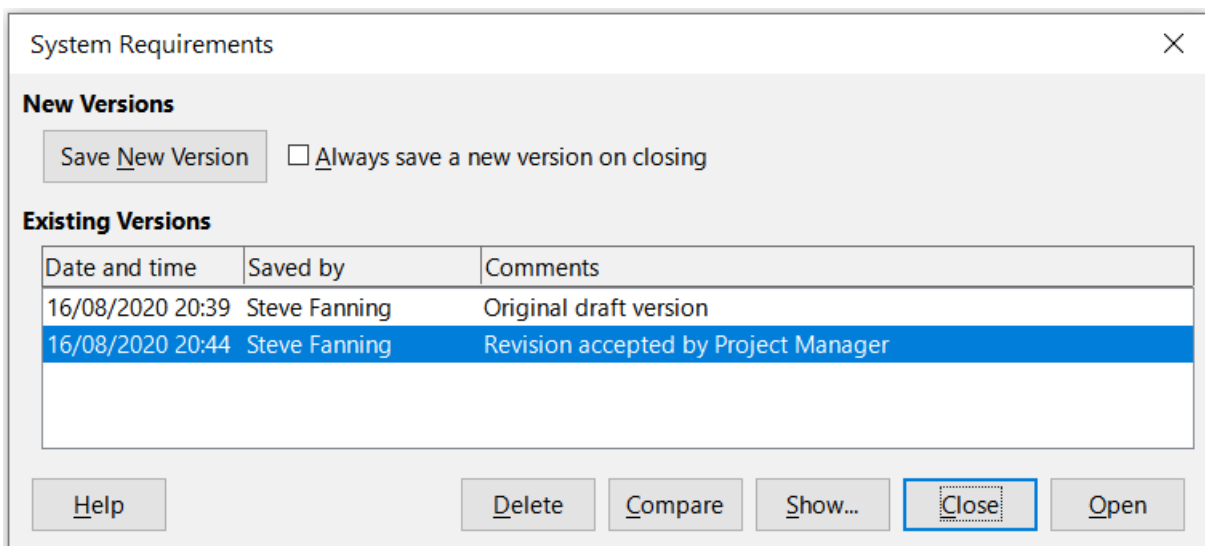 System Requirements
New Versions
Save New Version Always save a new version on closing
Existing Versions
Date and time Saved by Comments
16/08/2020 20:39 Steve Fanning Original draft version
16/08/2020 20:44 Steve Fanning Revision accepted by Project Manager
Help Delete Compare Show... Close Open